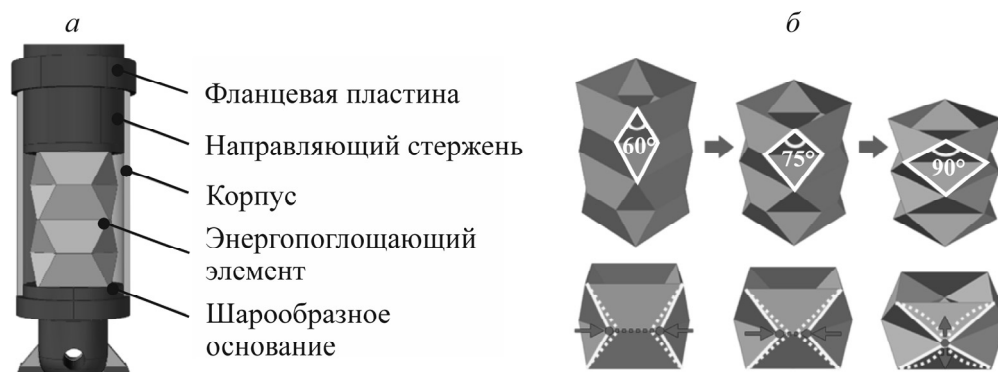 а
Фланцевая пластина
Направляющий стержень
Корпус
Энергопоглощающий
элемент
Шарообразное
основание
б
60°
75°
90°